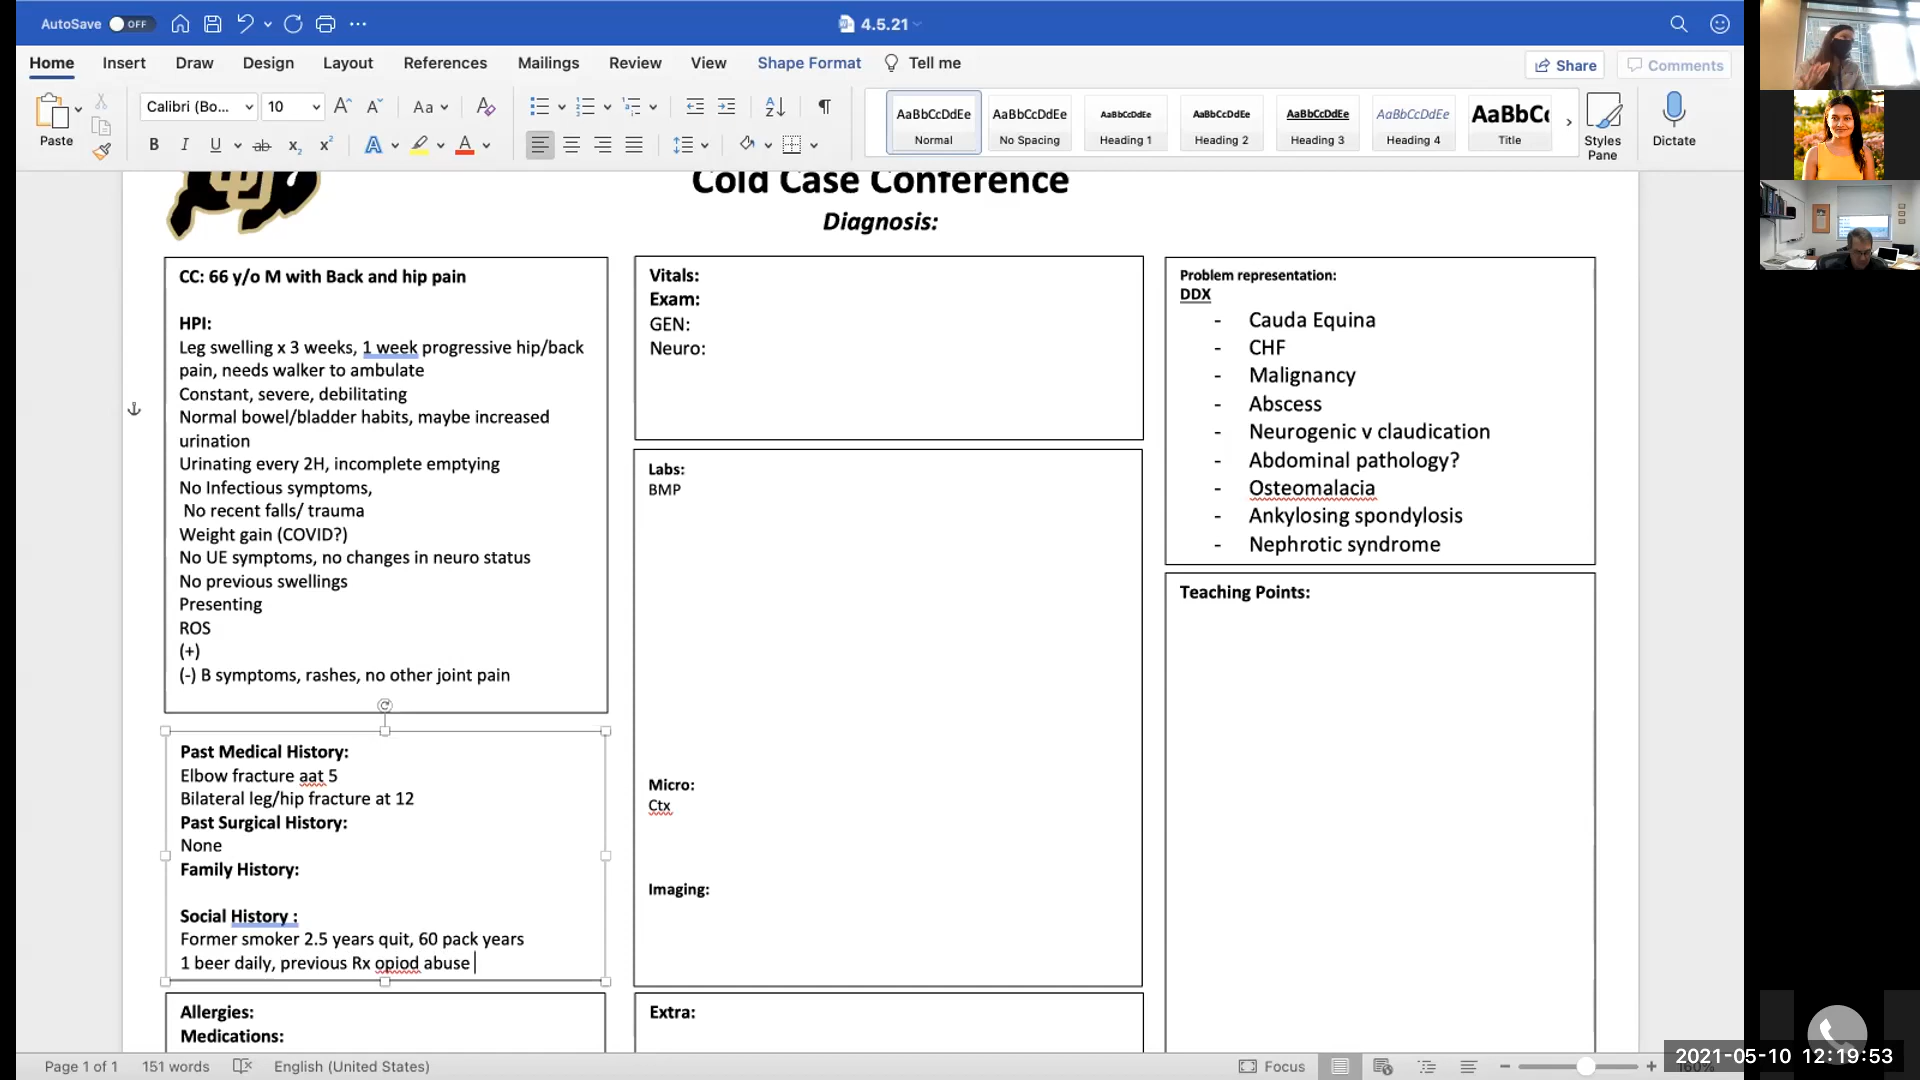 AutoSave OFF
4.5.21
Home Insert Draw Design Layout References Mailings Review View Shape Format Tell me
Share Comments
Paste
Calibri (Bo... 10
AaBbCcDdEe AaBbCcDdEe AaBbCcDdEe AaBbCcDdEe AaBbCcDdEe AaBbCcDdEe AaBbCc
Normal No Spacing Heading 1 Heading 2 Heading 3 Heading 4 Title
Styles Pane
Dictate
Cold Case Conference
Diagnosis:
CC: 66 y/o M with Back and hip pain
HPI:
Leg swelling x 3 weeks, 1 week progressive hip/back
pain, needs walker to ambulate
Constant, severe, debilitating
Normal bowel/bladder habits, maybe increased
urination
Urinating every 2H, incomplete emptying
No Infectious symptoms,
No recent falls/ trauma
Weight gain (COVID?)
No UE symptoms, no changes in neuro status
No previous swellings
Presenting
ROS
(+)
(-) B symptoms, rashes, no other joint pain
Past Medical History:
Elbow fracture aat 5
Bilateral leg/hip fracture at 12
Past Surgical History:
None
Family History:
Social History :
Former smoker 2.5 years quit, 60 pack years
1 beer daily, previous Rx opiod abuse
Allergies:
Medications:
Vitals:
Exam:
GEN:
Neuro:
Labs:
BMP
Micro:
Ctx
Imaging:
Extra:
Problem representation:
DDX
- Cauda Equina
- CHF
- Malignancy
- Abscess
- Neurogenic v claudication
- Abdominal pathology?
- Osteomalacia
- Ankylosing spondylosis
- Nephrotic syndrome
Teaching Points:
Page 1 of 1 151 words English (United States)
Focus
160%
2021-05-10 12:19:53